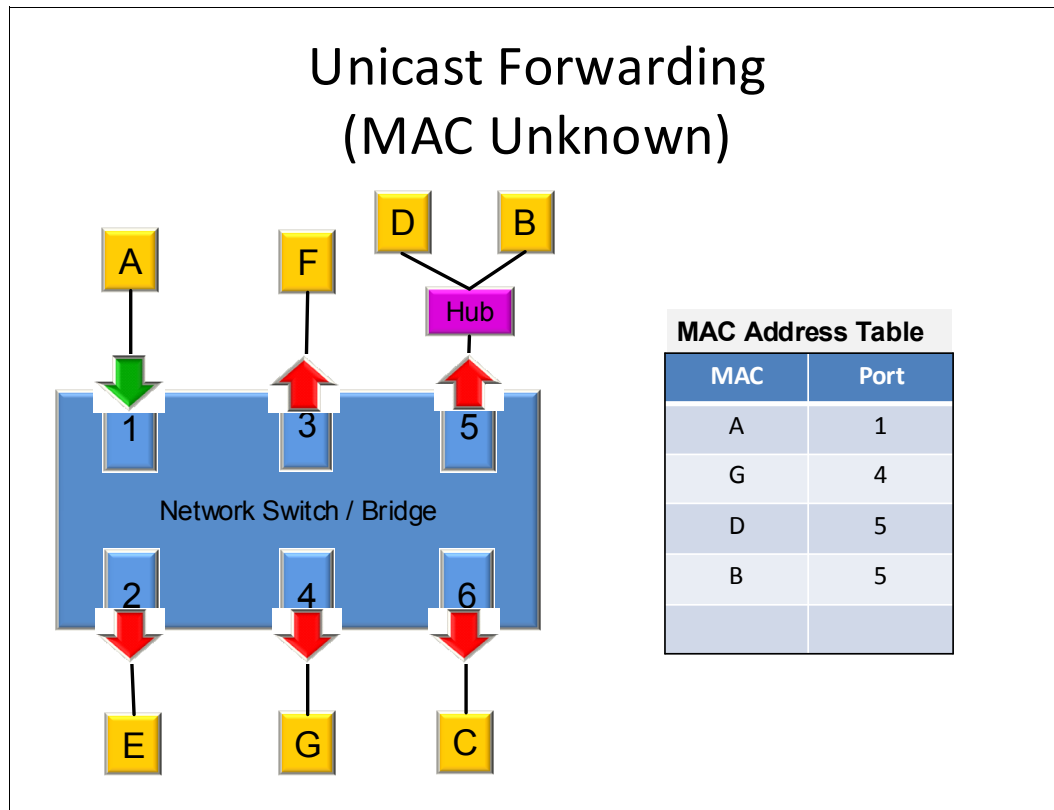 Unicast Forwarding
(MAC Unknown)
D B
A F
Hub
1 3 5
Network Switch / Bridge
2 4 6
E G C
MAC Address Table
MAC Port
A 1
G 4
D 5
B 5